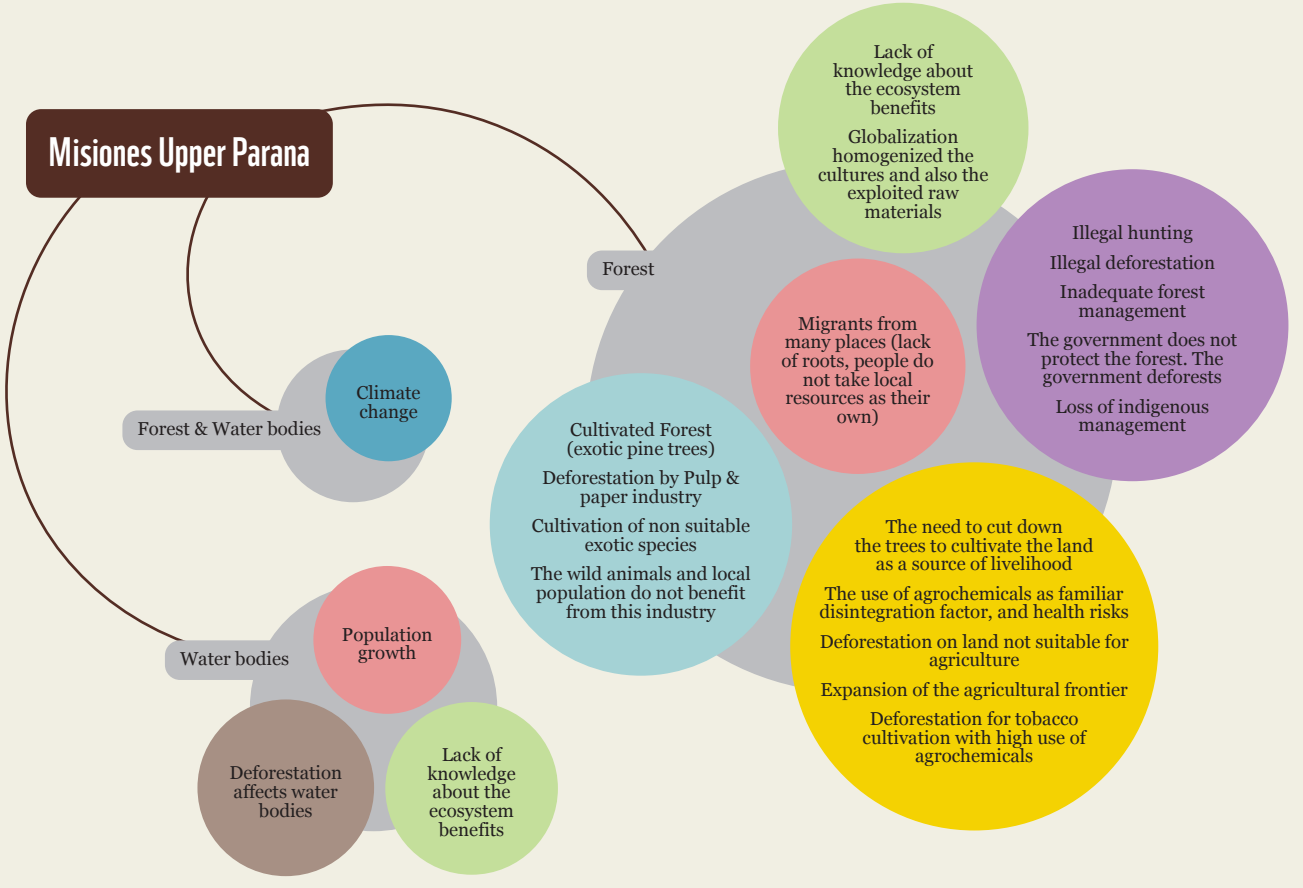 Misiones Upper Parana
Forest
Lack of
knowledge about
the ecosystem
benefits
Globalization
homogenized the
cultures and also the
exploited raw
materials
Illegal hunting
Illegal deforestation
Inadequate forest
management
The government does not
protect the forest. The
government deforests
Loss of indigenous
management
Migrants from
many places (lack
of roots, people do
not take local
resources as their
own)
Cultivated Forest
(exotic pine trees)
Deforestation by Pulp &
paper industry
Cultivation of non suitable
exotic species
The wild animals and local
population do not benefit
from this industry
The need to cut down
the trees to cultivate the land
as a source of livelihood
The use of agrochemicals as familiar
disintegration factor, and health risks
Deforestation on land not suitable for
agriculture
Expansion of the agricultural frontier
Deforestation for tobacco
cultivation with high use of
agrochemicals
Forest & Water bodies
Climate
change
Water bodies
Population
growth
Deforestation
affects water
bodies
Lack of
knowledge
about the
ecosystem
benefits